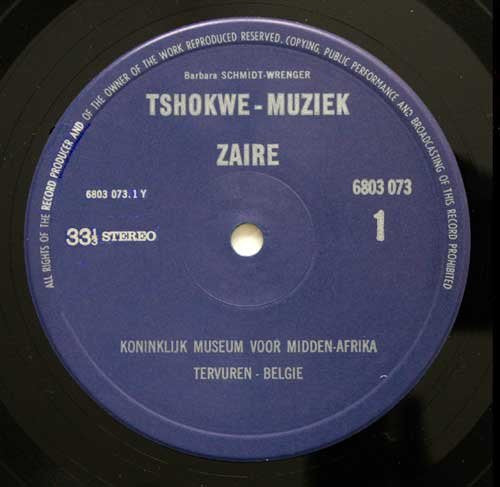 ALL RIGHTS OF THE RECORD PRODUCER AND OF THE OWNER OF THE WORK REPRODUCED RESERVED. COPYING, PUBLIC PERFORMANCE AND BROADCASTING OF THIS RECORD PROHIBITED
Barbara SCHMIDT-WRENGER
TSHOKWE - MUZIEK
ZAIRE
6803 073.1 Y
6803 073
33⅓ STEREO
1
KONINKLIJK MUSEUM VOOR MIDDEN-AFRIKA
TERVUREN - BELGIE